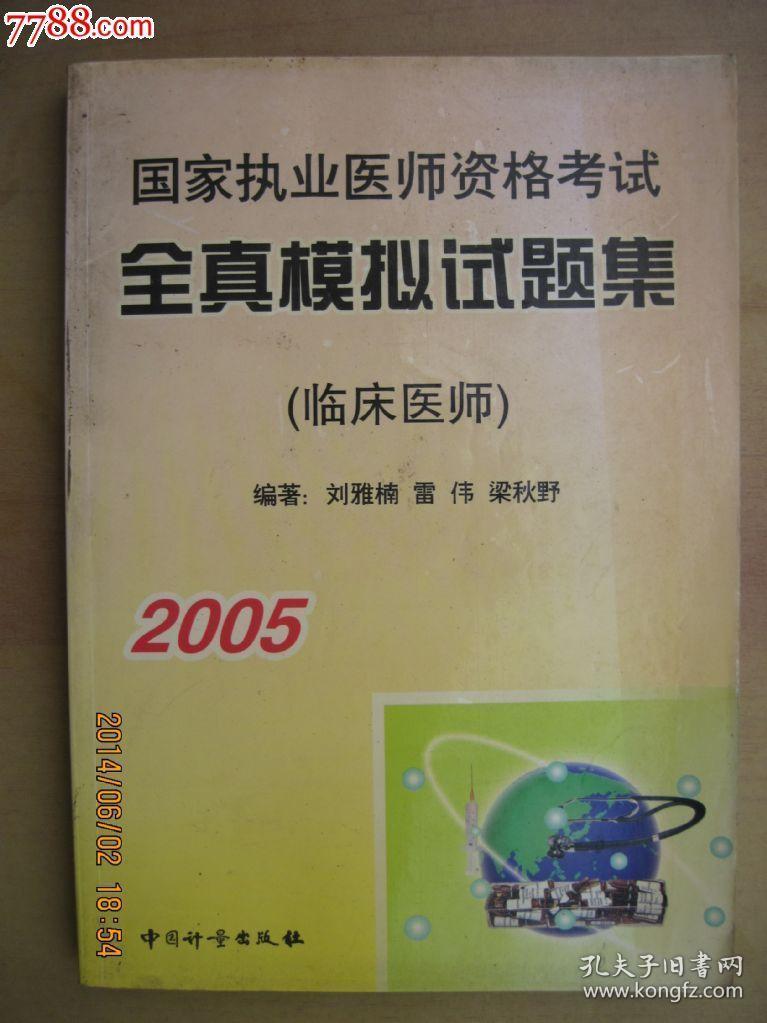 7788.com
国家执业医师资格考试
全真模拟试题集
(临床医师)
编著: 刘雅楠 雷 伟 梁秋野
2005
2014/06/02 18:54
中国计量出版社
孔夫子旧书网
www.kongfz.com